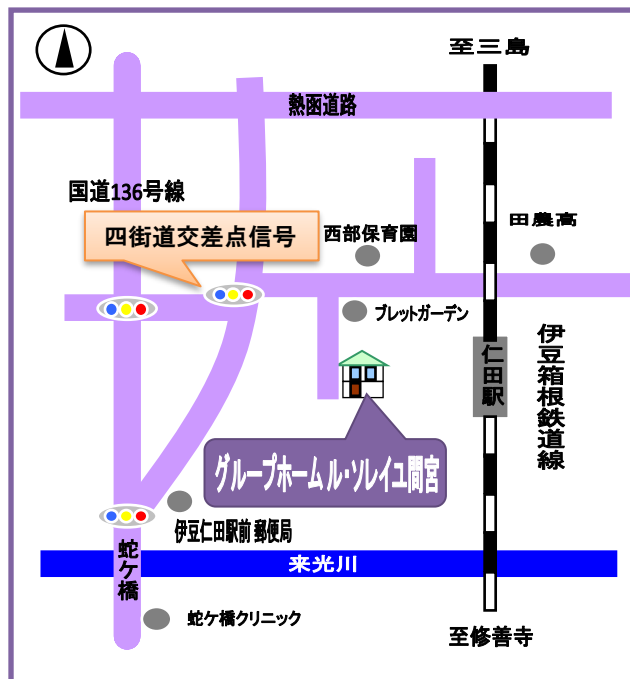 至三島
熱函道路
国道136号線
四街道交差点信号
西部保育園
田農高
ブレットガーデン
仁田駅
伊豆箱根鉄道線
グループホームル・ソレイユ間宮
伊豆仁田駅前 郵便局
蛇ケ橋
来光川
蛇ケ橋クリニック
至修善寺